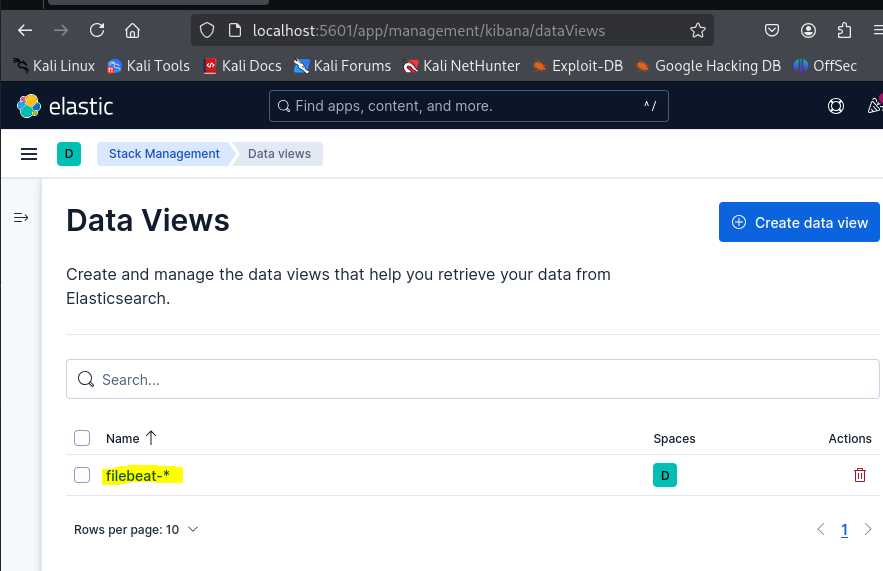 localhost:5601/app/management/kibana/dataViews
Kali Linux Kali Tools Kali Docs Kali Forums Kali NetHunter Exploit-DB Google Hacking DB OffSec
elastic Find apps, content, and more. ^/
D Stack Management Data views
Data Views
Create data view
Create and manage the data views that help you retrieve your data from
Elasticsearch.
Search...
Name Spaces Actions
filebeat-* D
Rows per page: 10 1